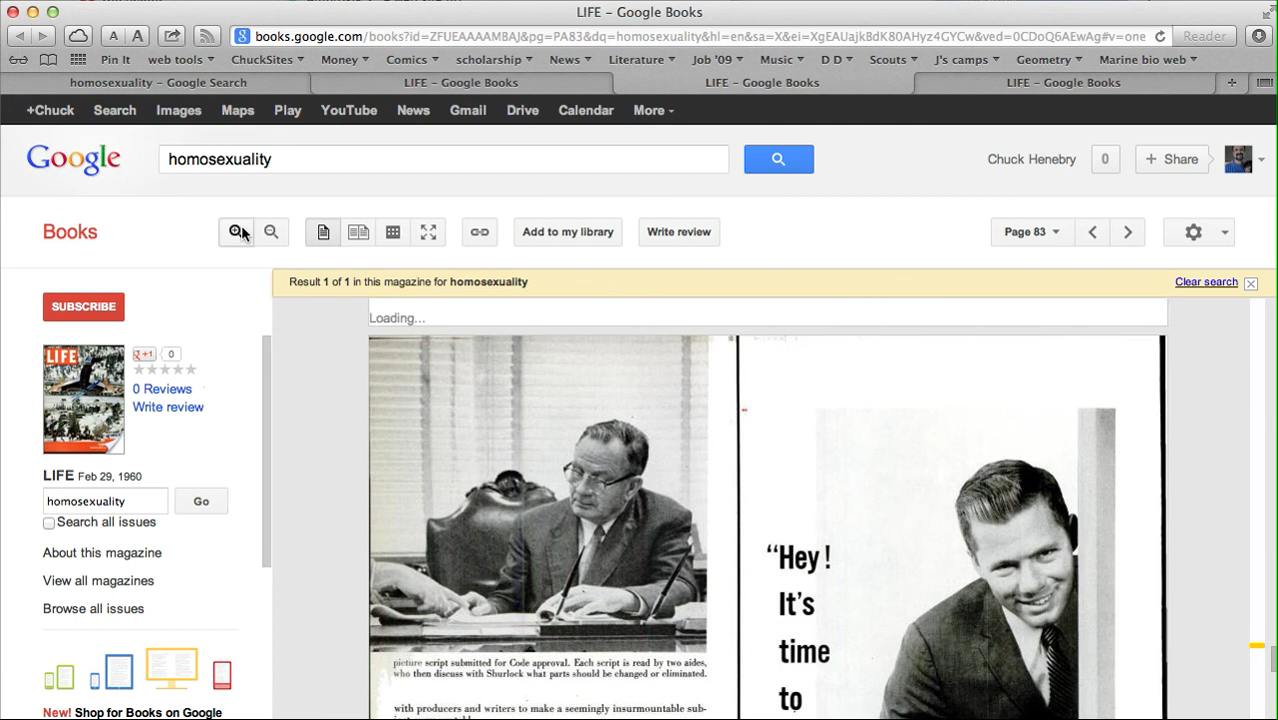 LIFE – Google Books
books.google.com/books?id=ZFUEAAAAMBAJ&pg=PA83&dq=homosexuality&hl=en&sa=X&ei=XgEAUajkBdK80AHyz4GYCw&ved=0CDoQ6AEwAg#v=one
Reader
A A
Pin It web tools ChuckSites Money Comics scholarship News Literature Job '09 Music D D Scouts J's camps Geometry Marine bio web
homosexuality – Google Search LIFE – Google Books LIFE – Google Books LIFE – Google Books
+Chuck Search Images Maps Play YouTube News Gmail Drive Calendar More
Google homosexuality Chuck Henebry 0 + Share
Books Add to my library Write review Page 83
Result 1 of 1 in this magazine for homosexuality Clear search
SUBSCRIBE
Loading...
LIFE
+1 0
0 Reviews
Write review
LIFE Feb 29, 1960
homosexuality Go
Search all issues
About this magazine
View all magazines
Browse all issues
New! Shop for Books on Google
picture script submitted for Code approval. Each script is read by two aides,
who then discuss with Shurlock what parts should be changed or eliminated.
with producers and writers to make a seemingly insurmountable sub-
“Hey!
It's
time
to